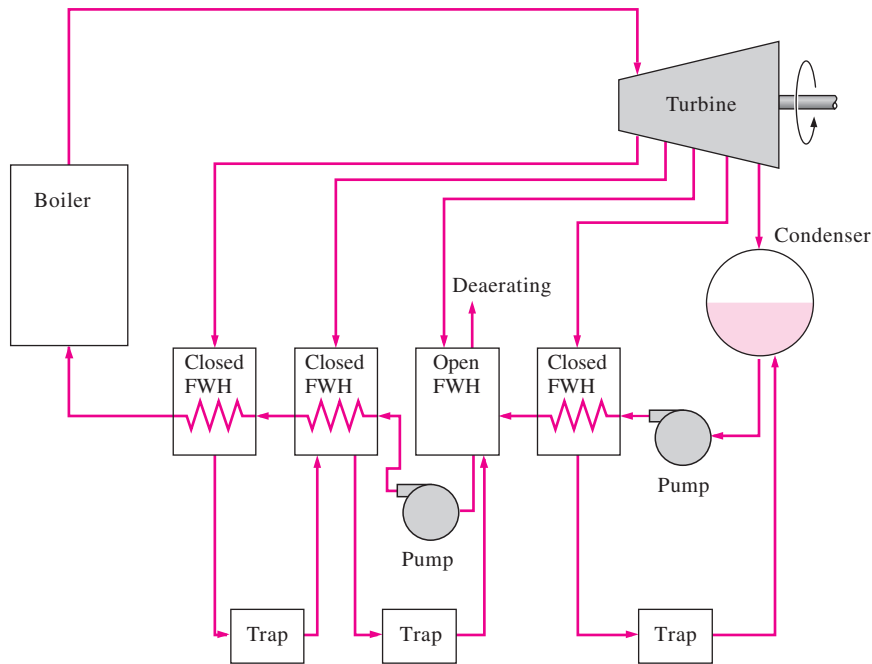 Turbine
Boiler
Condenser
Deaerating
Closed
FWH
Closed
FWH
Open
FWH
Closed
FWH
Pump
Pump
Trap
Trap
Trap